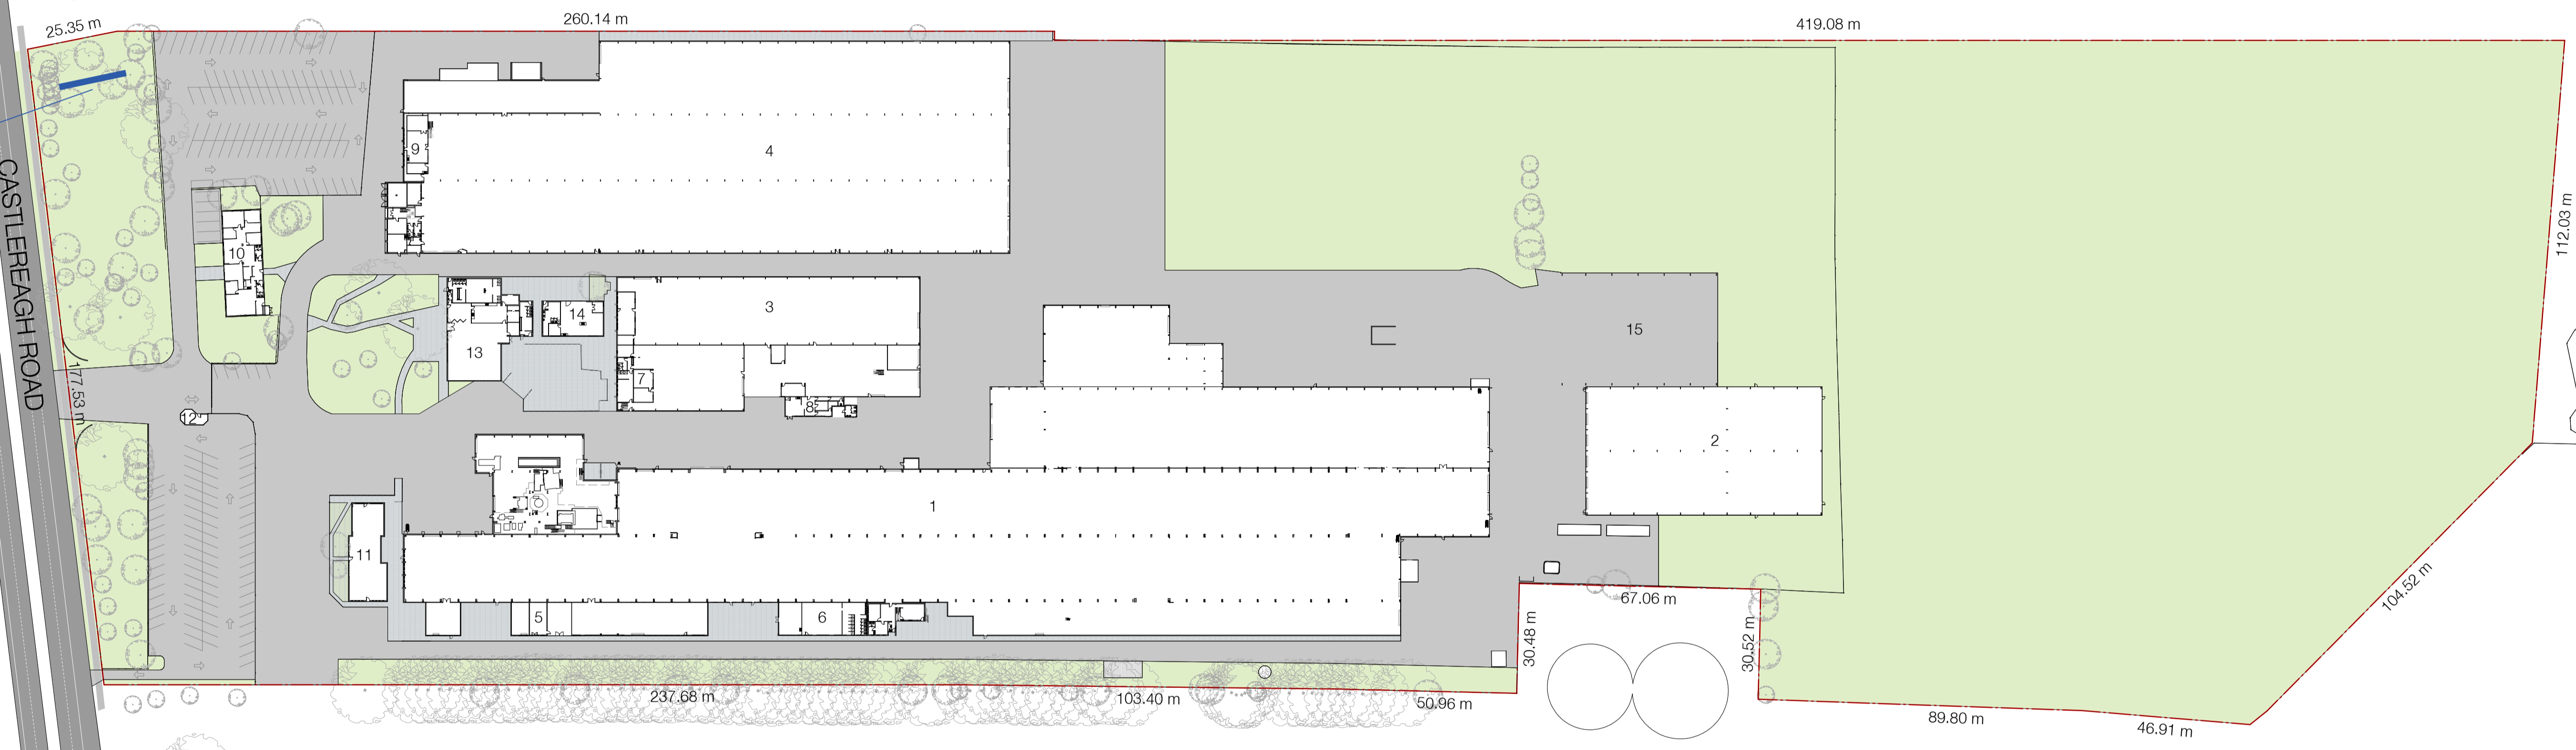 25.35 m
260.14 m
419.08 m
CASTLEREAGH ROAD
177.53 m
112.03 m
9
4
10
3
13
14
7
8
12
15
2
1
11
5
6
67.06 m
30.48 m
30.52 m
104.52 m
237.68 m
103.40 m
50.96 m
89.80 m
46.91 m